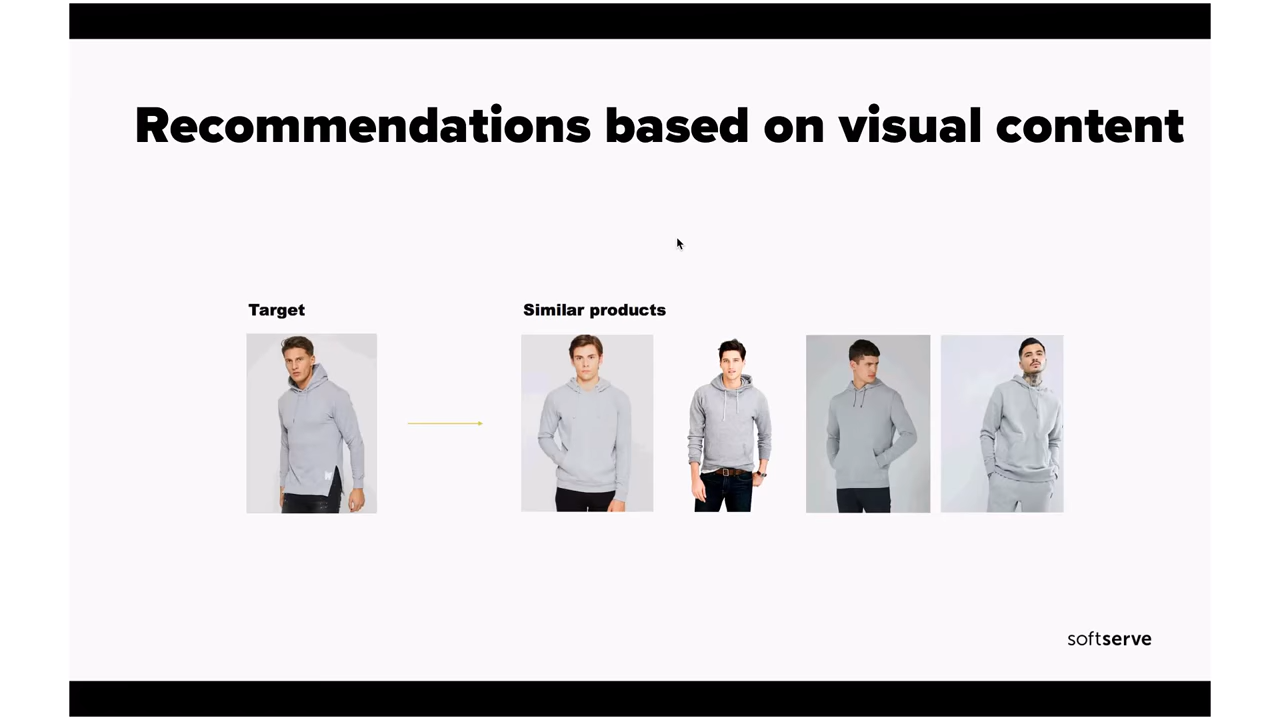 Recommendations based on visual content
Target
Similar products
softserve